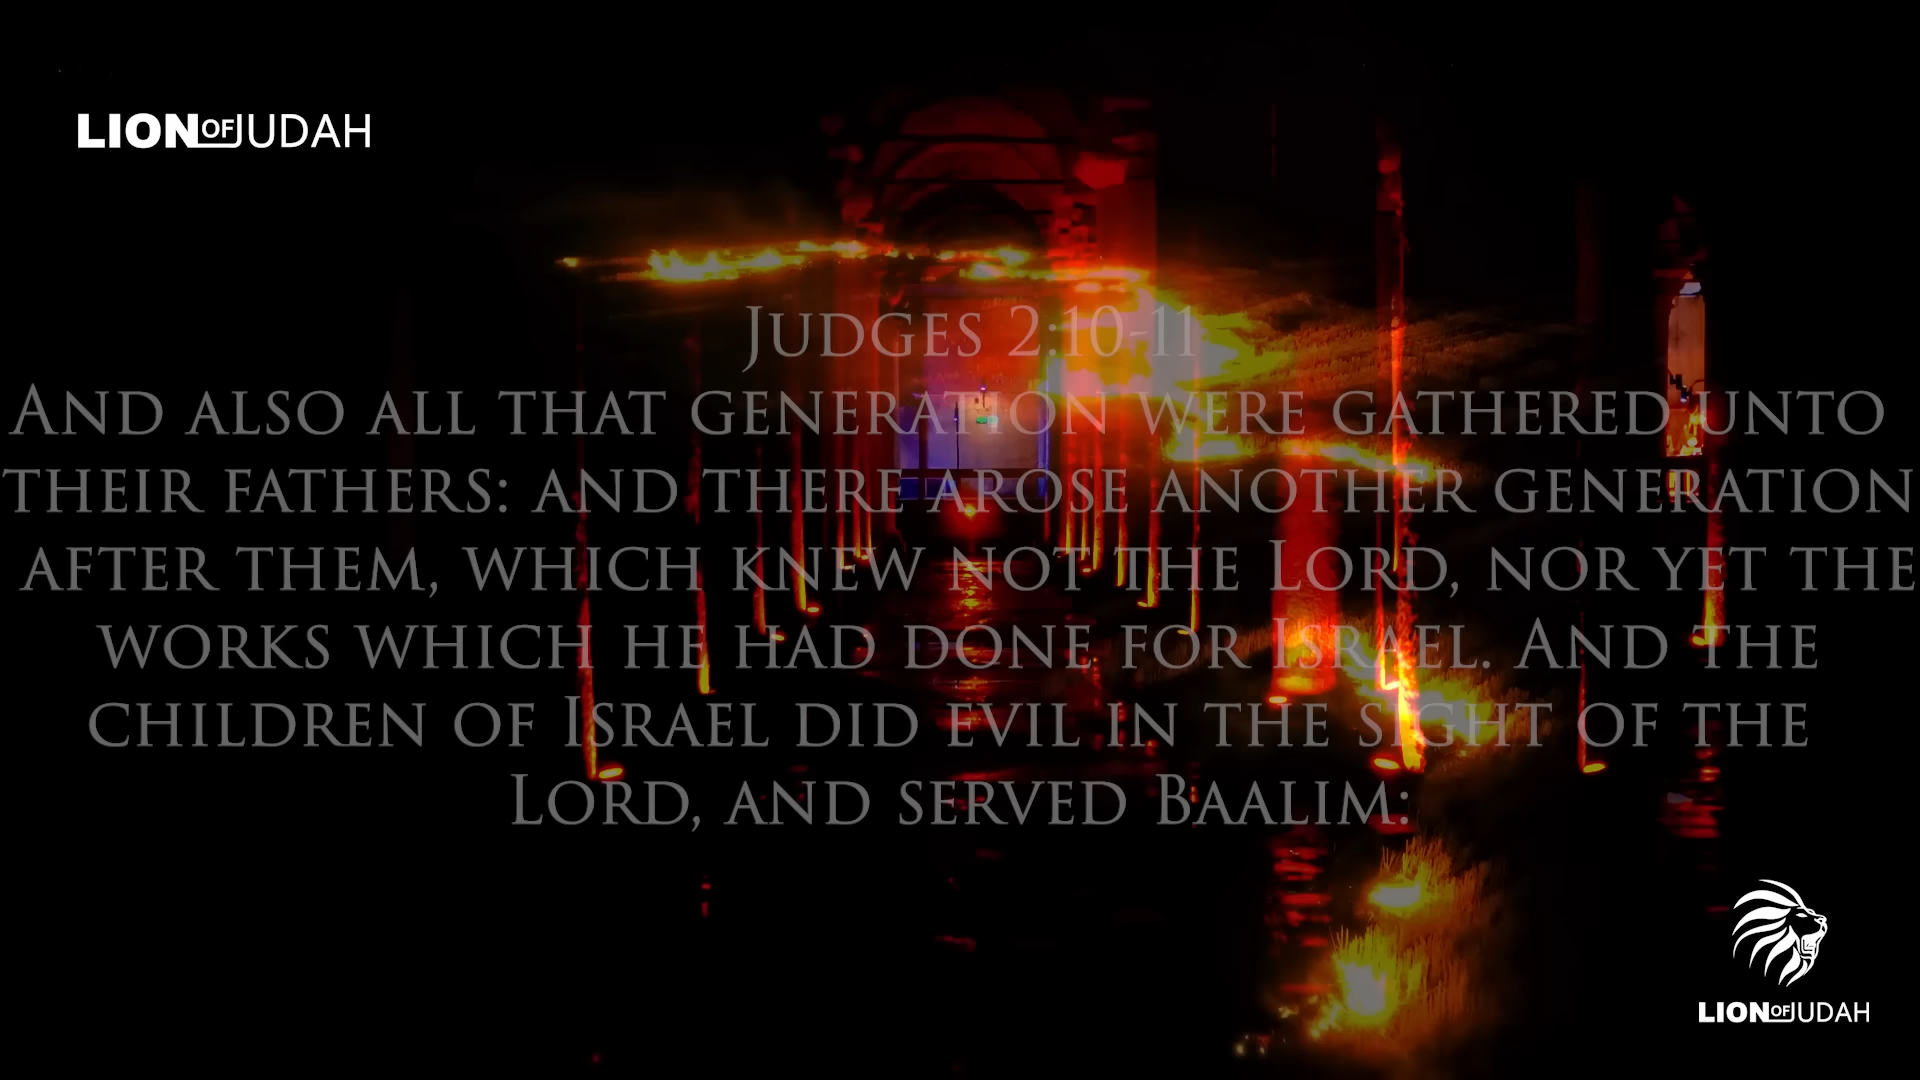 LION OF JUDAH
Judges 2:10-11
And also all that generation were gathered unto
their fathers: and there arose another generation
after them, which knew not the Lord, nor yet the
works which he had done for Israel. And the
children of Israel did evil in the sight of the
Lord, and served Baalim:
LION OF JUDAH